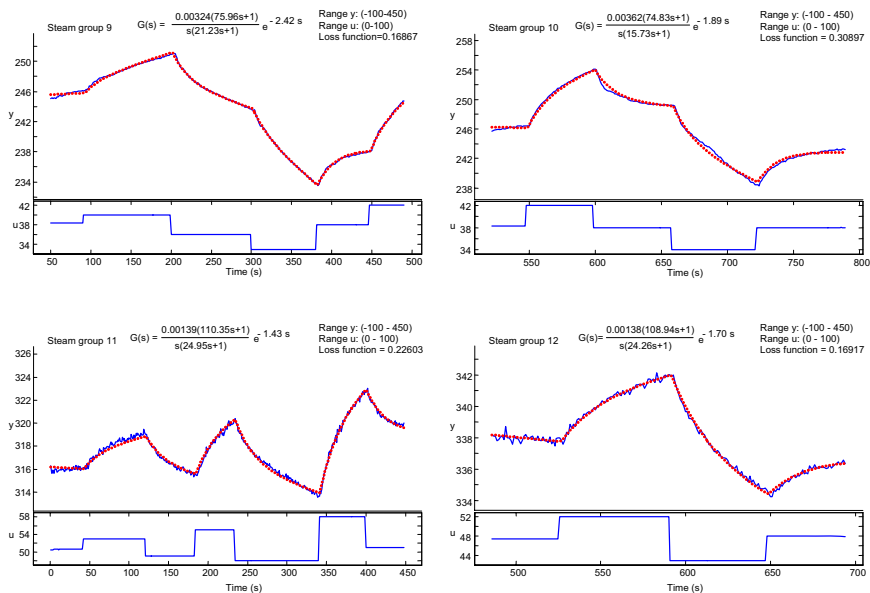 Steam group 9
G(s) = 0.00324(75.96s+1) / s(21.23s+1) e - 2.42 s
Range y: (-100-450)
Range u: (0-100)
Loss function=0.16867
250
246
y
242
238
234
42
u 38
34
50 100 150 200 250 300 350 400 450 500
Time (s)
Steam group 10
G(s) = 0.00362(74.83s+1) / s(15.73s+1) e - 1.89 s
Range y: (-100 - 450)
Range u: (0 - 100)
Loss function = 0.30897
258
254
y
250
246
242
238
42
u 38
34
550 600 650 700 750 800
Time (s)
Steam group 11
G(s)= 0.00139(110.35s+1) / s(24.95s+1) e - 1.43 s
Range y: (-100 - 450)
Range u: (0 - 100)
Loss function = 0.22603
326
322
y
320
316
314
58
u 54
50
0 50 100 150 200 250 300 350 400 450
Time (s)
Steam group 12
G(s)= 0.00138(108.94s+1) / s(24.26s+1) e - 1.70 s
Range y: (-100 - 450)
Range u: (0 - 100)
Loss function = 0.16917
342
y
338
336
334
52
u 48
44
500 550 600 650 700
Time (s)